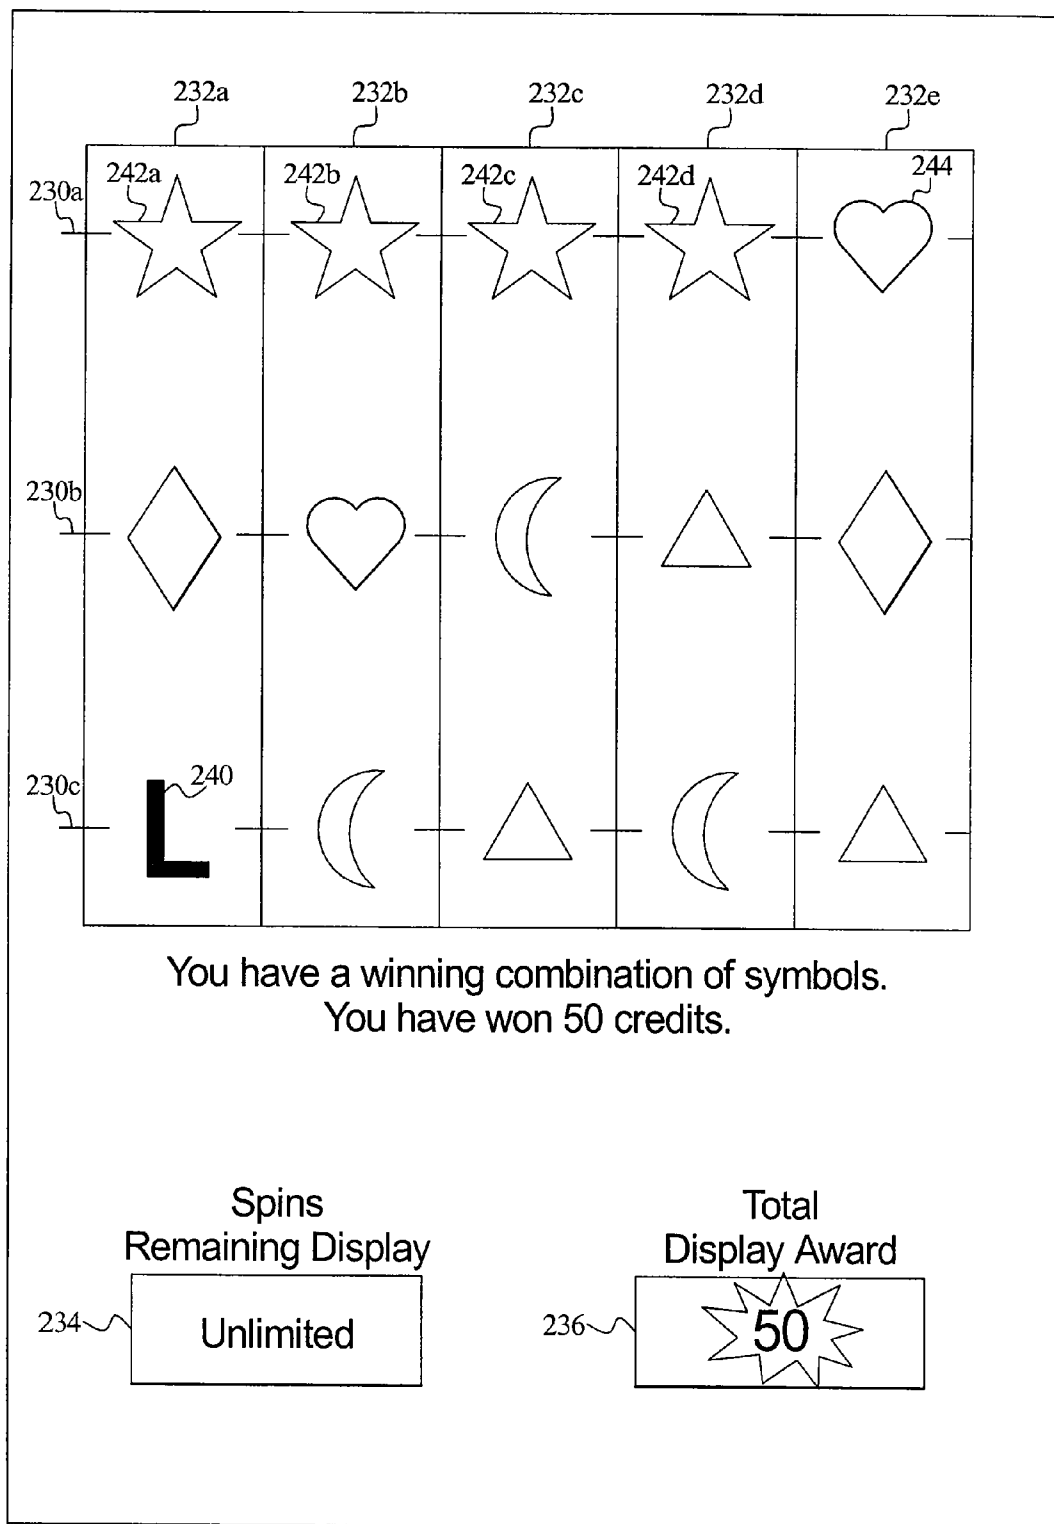 232a 232b 232c 232d 232e
230a 242a 242b 242c 242d 244
230b
230c L 240
You have a winning combination of symbols.
You have won 50 credits.
Spins
Remaining Display
234 Unlimited
Total
Display Award
236 50